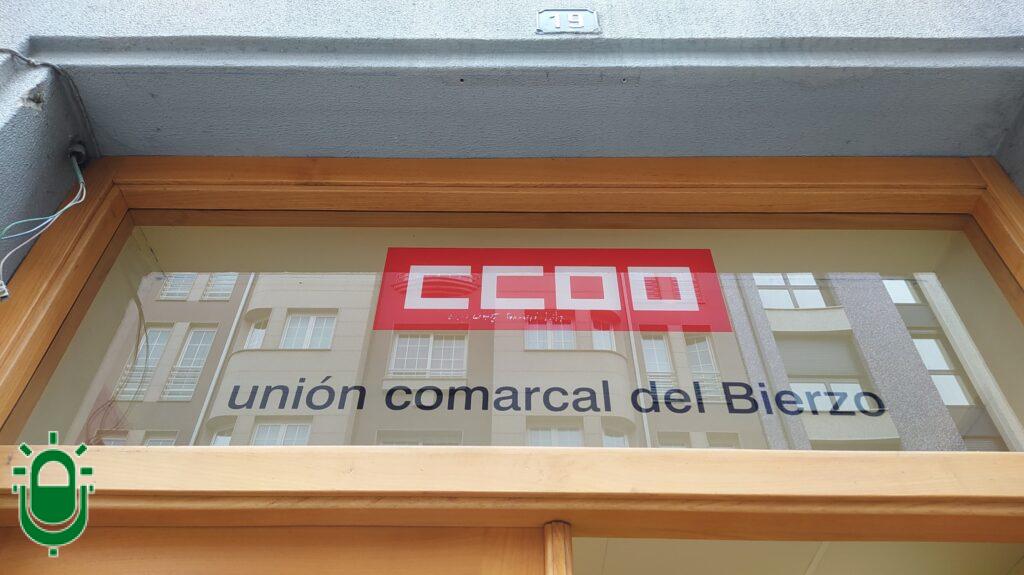 19
CCOO
unión comarcal del Bierzo